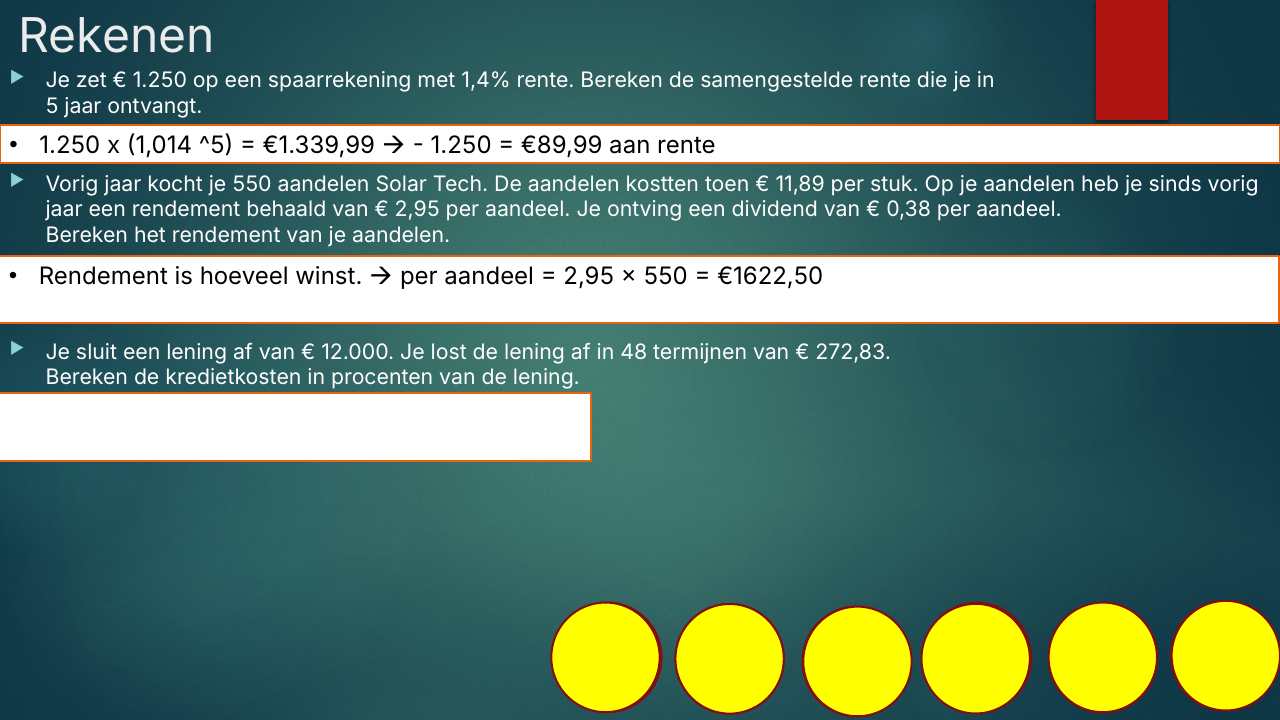 Rekenen
Je zet € 1.250 op een spaarrekening met 1,4% rente. Bereken de samengestelde rente die je in
5 jaar ontvangt.
• 1.250 x (1,014 ^5) = €1.339,99 → - 1.250 = €89,99 aan rente
Vorig jaar kocht je 550 aandelen Solar Tech. De aandelen kostten toen € 11,89 per stuk. Op je aandelen heb je sinds vorig
jaar een rendement behaald van € 2,95 per aandeel. Je ontving een dividend van € 0,38 per aandeel.
Bereken het rendement van je aandelen.
• Rendement is hoeveel winst. → per aandeel = 2,95 × 550 = €1622,50
Je sluit een lening af van € 12.000. Je lost de lening af in 48 termijnen van € 272,83.
Bereken de kredietkosten in procenten van de lening.